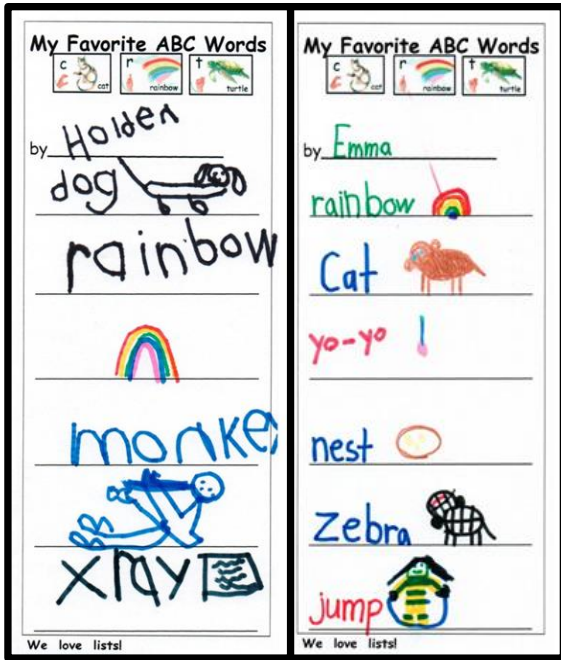 My Favorite ABC Words
c r t
cat rainbow turtle
by Holden
dog
rainbow
monke
xray
We love lists!
My Favorite ABC Words
c r t
cat rainbow turtle
by Emma
rainbow
Cat
yo-yo
nest
Zebra
jump
We love lists!